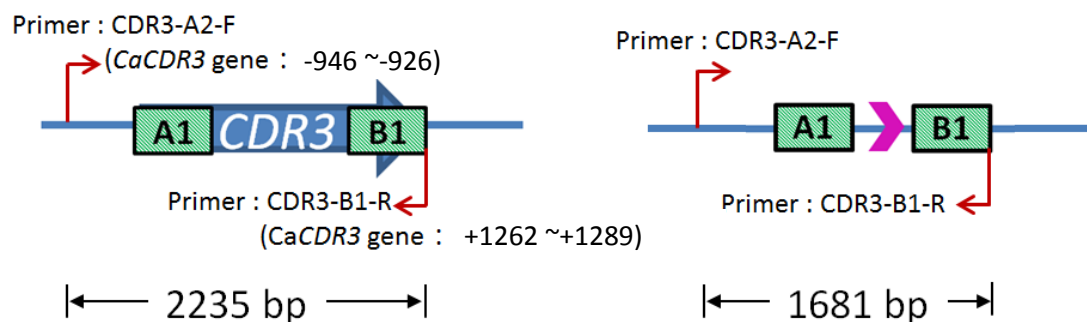 Primer : CDR3-A2-F
(CaCDR3 gene : -946 ~-926)
A1 CDR3 B1
Primer : CDR3-B1-R
(CaCDR3 gene : +1262 ~+1289)
2235 bp
Primer : CDR3-A2-F
A1 B1
Primer : CDR3-B1-R
1681 bp